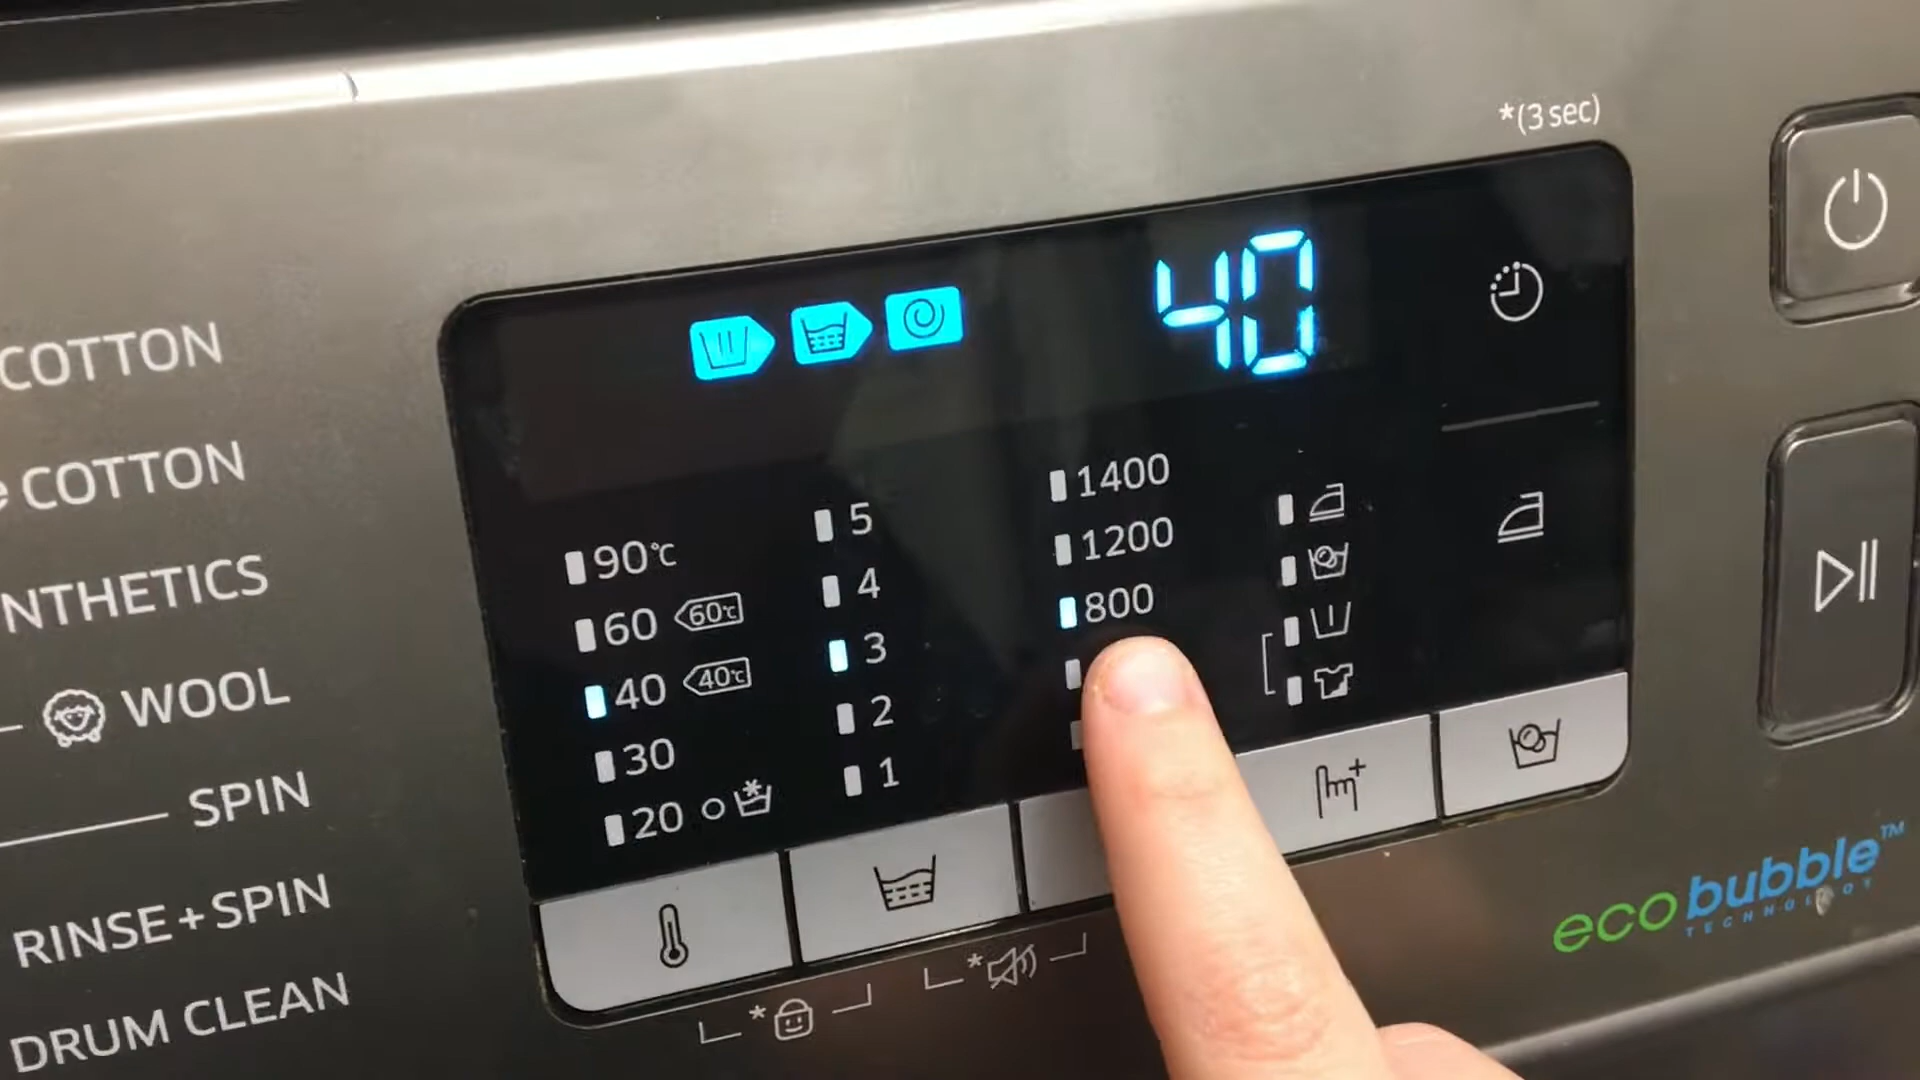 *(3 sec)
40
COTTON
COTTON
NTHETICS
WOOL
SPIN
RINSE+SPIN
DRUM CLEAN
90℃
60 60℃
40 40℃
30
20
5
4
3
2
1
1400
1200
800
*
*
ecobubble™
TECHNOLOGY